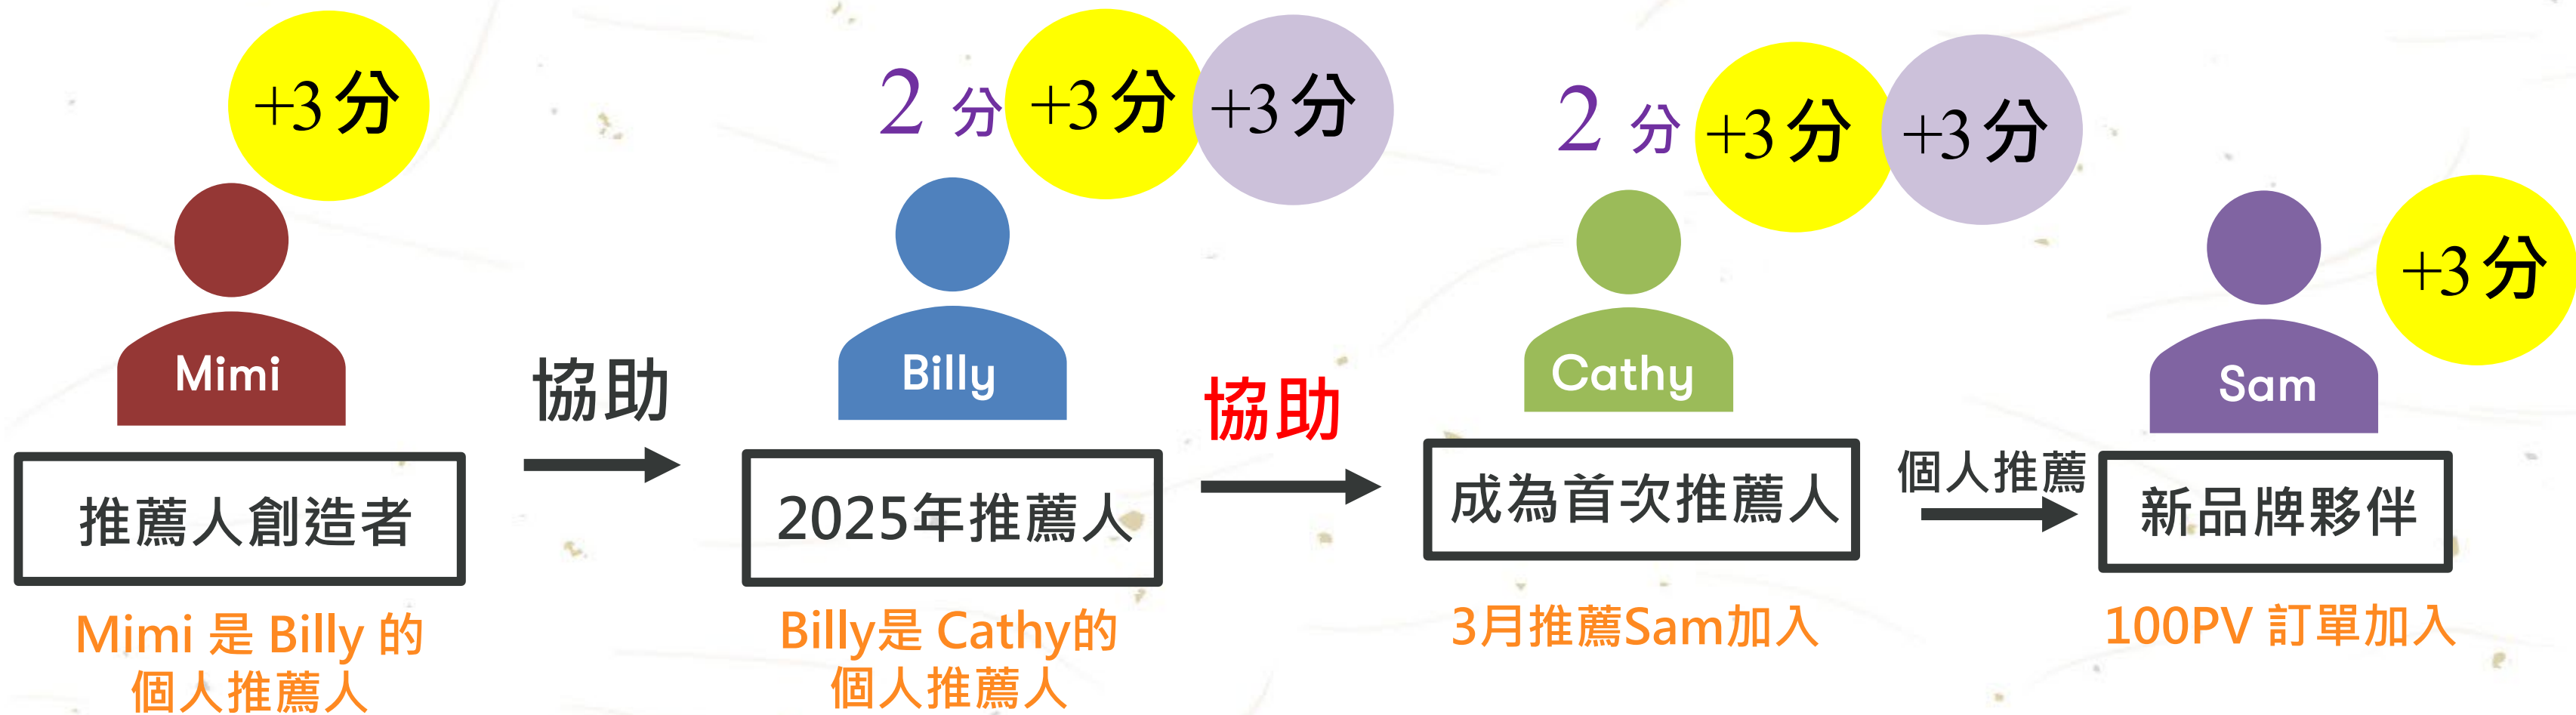 +3分
2 分 +3分 +3分
2 分 +3分 +3分
+3分
Mimi
協助
Billy
協助
Cathy
個人推薦
Sam
推薦人創造者
2025年推薦人
成為首次推薦人
新品牌夥伴
Mimi 是 Billy 的
個人推薦人
Billy是 Cathy的
個人推薦人
3月推薦Sam加入
100PV 訂單加入